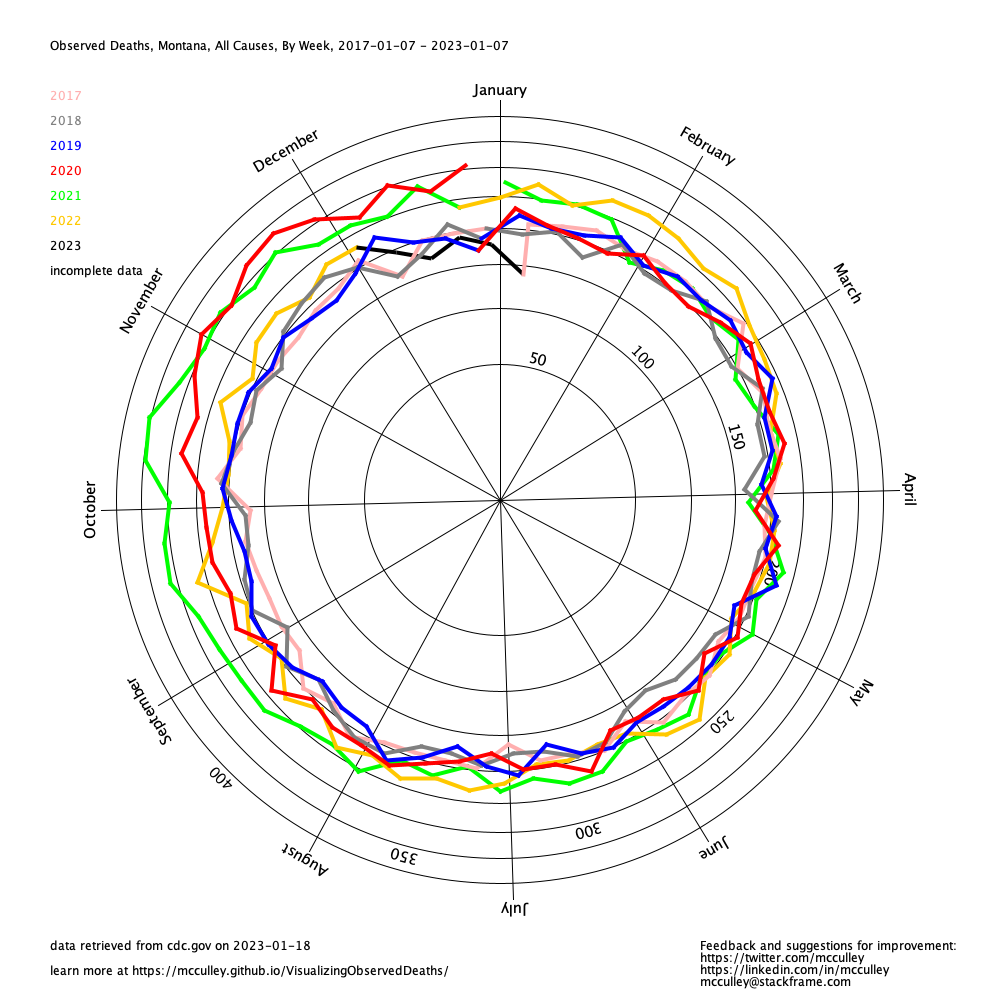 Observed Deaths, Montana, All Causes, By Week, 2017-01-07 - 2023-01-07
January
2017
2018
2019
2020
2021
2022
2023
incomplete data
December
February
November
March
50
100
150
October
April
200
September
May
250
400
300
350
August
June
July
data retrieved from cdc.gov on 2023-01-18
learn more at https://mcculley.github.io/VisualizingObservedDeaths/
Feedback and suggestions for improvement:
https://twitter.com/mcculley
https://linkedin.com/in/mcculley
mcculley@stackframe.com